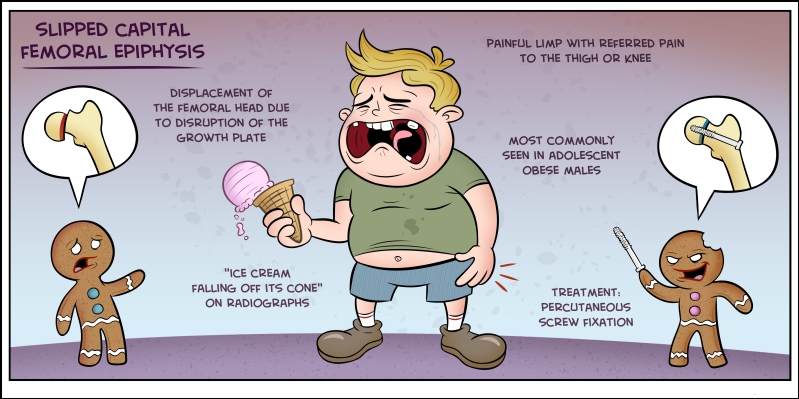 SLIPPED CAPITAL
FEMORAL EPIPHYSIS
DISPLACEMENT OF
THE FEMORAL HEAD DUE
TO DISRUPTION OF THE
GROWTH PLATE
"ICE CREAM
FALLING OFF ITS CONE"
ON RADIOGRAPHS
PAINFUL LIMP WITH REFERRED PAIN
TO THE THIGH OR KNEE
MOST COMMONLY
SEEN IN ADOLESCENT
OBESE MALES
TREATMENT:
PERCUTANEOUS
SCREW FIXATION